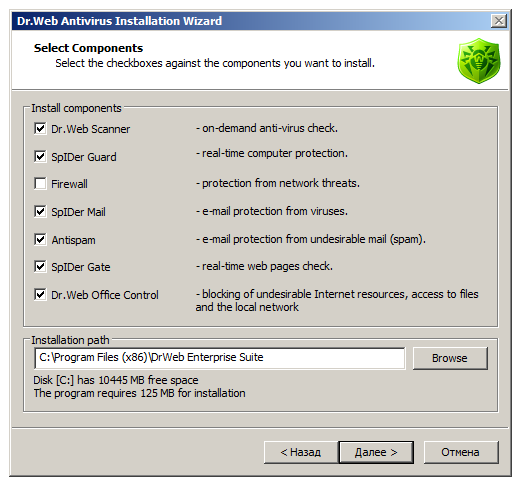 Dr.Web Antivirus Installation Wizard
Select Components
Select the checkboxes against the components you want to install.
Install components
Dr.Web Scanner - on-demand anti-virus check.
SpIDer Guard - real-time computer protection.
Firewall - protection from network threats.
SpIDer Mail - e-mail protection from viruses.
Antispam - e-mail protection from undesirable mail (spam).
SpIDer Gate - real-time web pages check.
Dr.Web Office Control - blocking of undesirable Internet resources, access to files
and the local network
Installation path
C:\Program Files (x86)\DrWeb Enterprise Suite Browse
Disk [C:] has 10445 MB free space
The program requires 125 MB for installation
< Назад Далее > Отмена